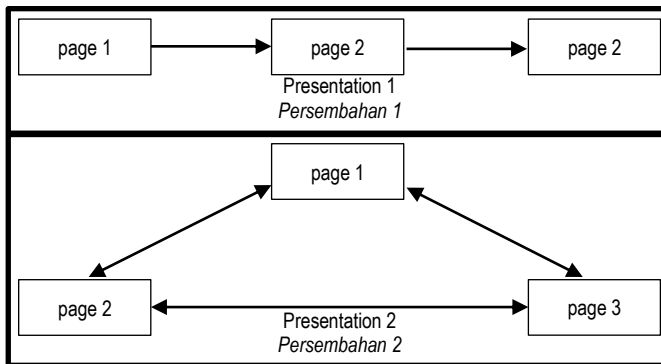 page 1
page 2
page 2
Presentation 1
Persembahan 1
page 1
page 2
page 3
Presentation 2
Persembahan 2